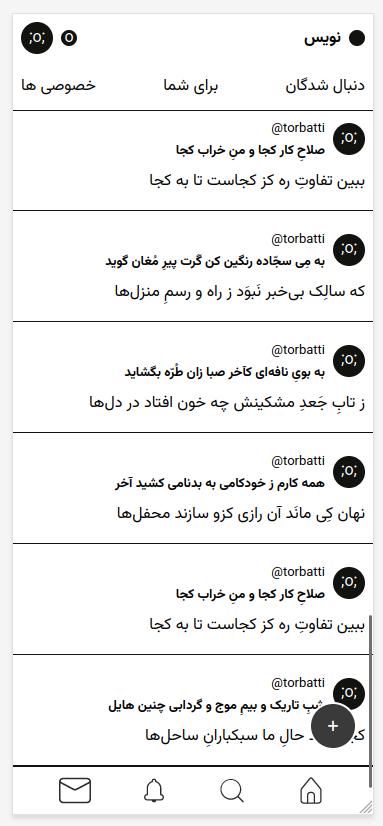 نویس
O
;o;
دنبال شدگان
برای شما
خصوصی ها
;o;
@torbatti
صلاحِ کار کجا و منِ خراب کجا
ببین تفاوتِ ره کز کجاست تا به کجا
;o;
@torbatti
به مِی سجّاده رنگین کن گَرت پیرِ مُغان گوید
که سالِک بی‌خبر نَبوَد ز راه و رسمِ منزل‌ها
;o;
@torbatti
به بویِ نافه‌ای کآخر صبا زان طُرّه بگشاید
ز تابِ جَعدِ مشکینش چه خون افتاد در دل‌ها
;o;
@torbatti
همه کارم ز خودکامی به بدنامی کشید آخر
نهان کِی مانَد آن رازی کزو سازند محفل‌ها
;o;
@torbatti
صلاحِ کار کجا و منِ خراب کجا
ببین تفاوتِ ره کز کجاست تا به کجا
;o;
@torbatti
شبِ تاریک و بیمِ موج و گردابی چنین هایل
حالِ ما سبکبارانِ ساحل‌ها
+